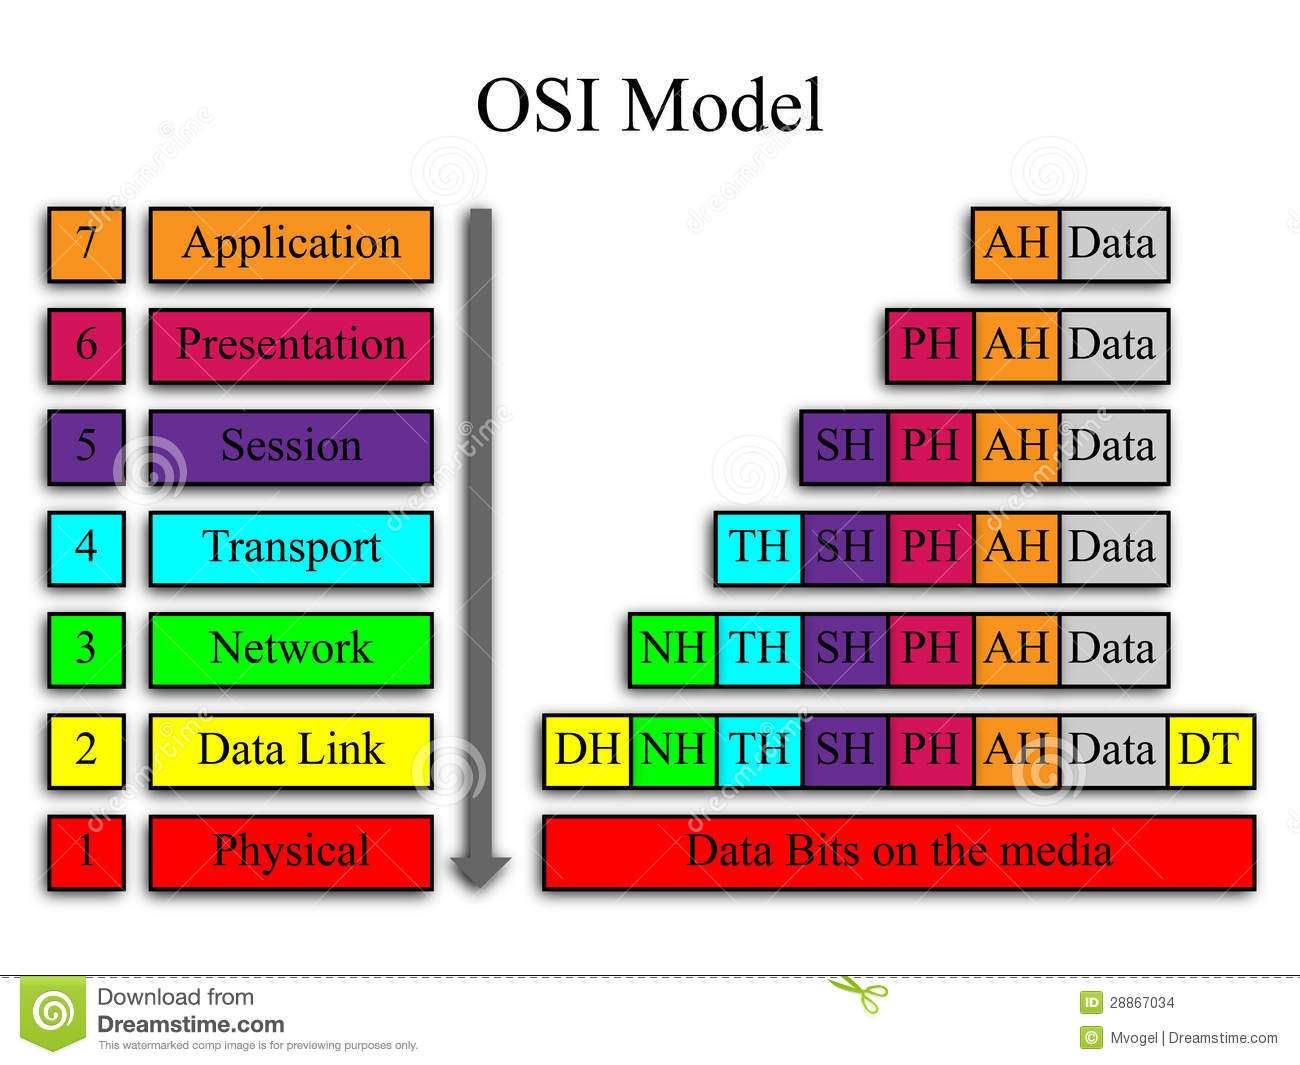 OSI Model
7 Application AH Data
6 Presentation PH AH Data
5 Session SH PH AH Data
4 Transport TH SH PH AH Data
3 Network NH TH SH PH AH Data
2 Data Link DH NH TH SH PH AH Data DT
1 Physical Data Bits on the media
dreamstime.com
Download from
Dreamstime.com
This watermarked comp image is for previewing purposes only.
ID 28867034
© Mvogel | Dreamstime.com